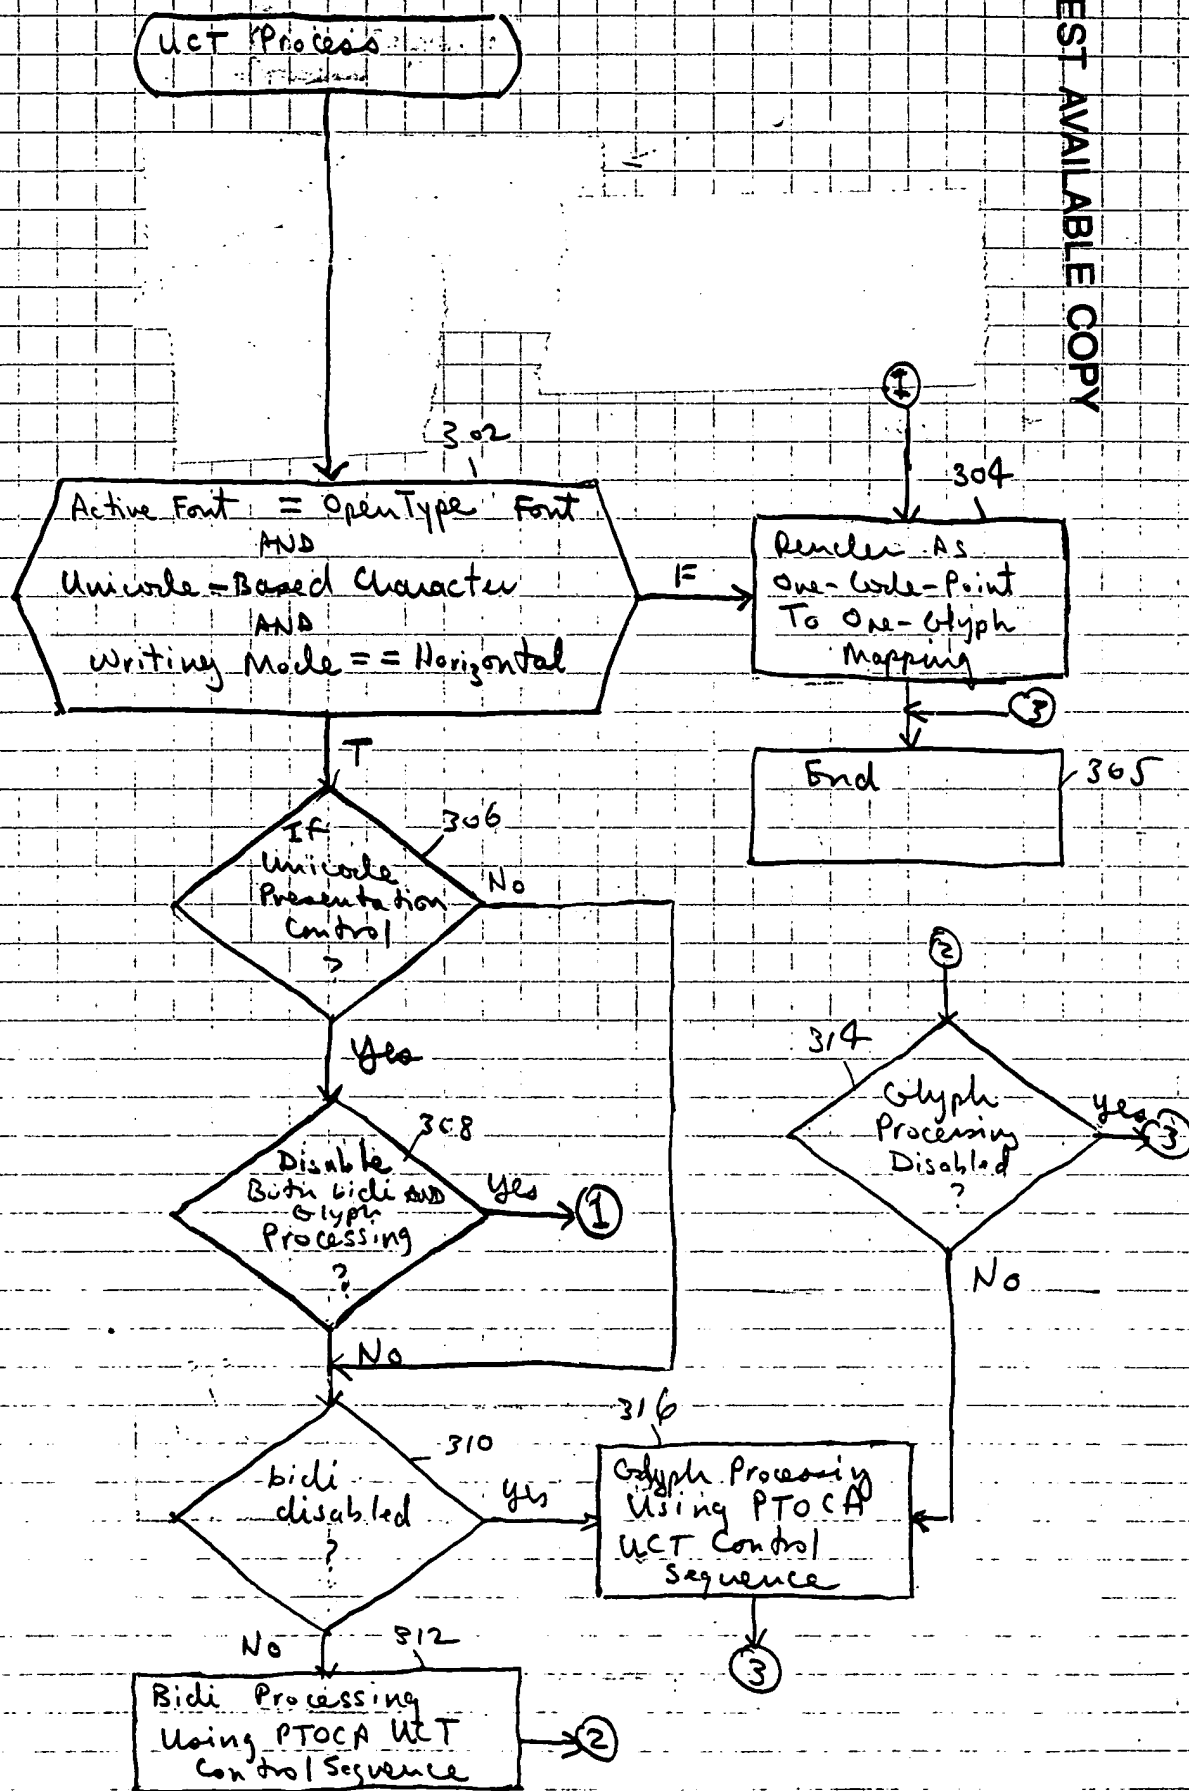 UCT Process
EST AVAILABLE COPY
1
302
Active Font = OpenType Font
AND
Unicode-Based Character
AND
Writing Mode == Horizontal
F
304
Render As
One-Code-Point
To One-Glyph
Mapping
3
T
End
305
306
If
Unicode
Presentation
Control
?
No
Yes
2
314
Glyph
Processing
Disabled
?
yes
3
No
308
Disable
Both bidi AND
Glyph
Processing
?
yes
1
No
310
bidi
disabled
?
yes
316
Glyph Processing
Using PTOCA
UCT Control
Sequence
3
No
312
Bidi Processing
Using PTOCA UCT
Control Sequence
2